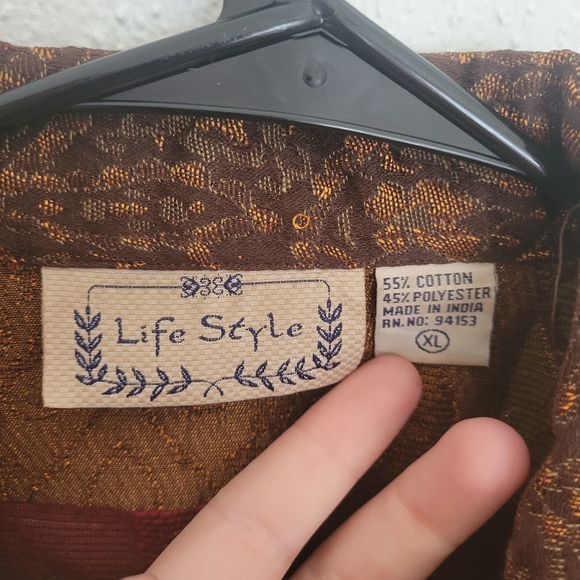 Life Style
55% COTTON
45% POLYESTER
MADE IN INDIA
RN.NO: 94153
XL